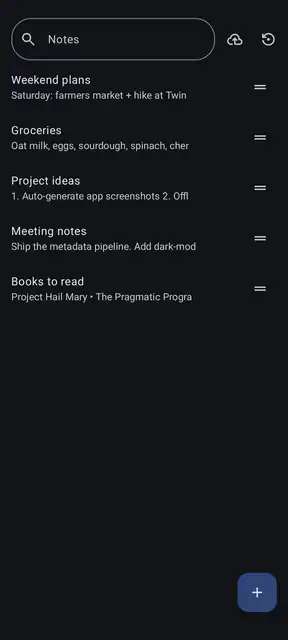 Notes
Weekend plans
Saturday: farmers market + hike at Twin
Groceries
Oat milk, eggs, sourdough, spinach, cher
Project ideas
1. Auto-generate app screenshots 2. Offl
Meeting notes
Ship the metadata pipeline. Add dark-mod
Books to read
Project Hail Mary • The Pragmatic Progra